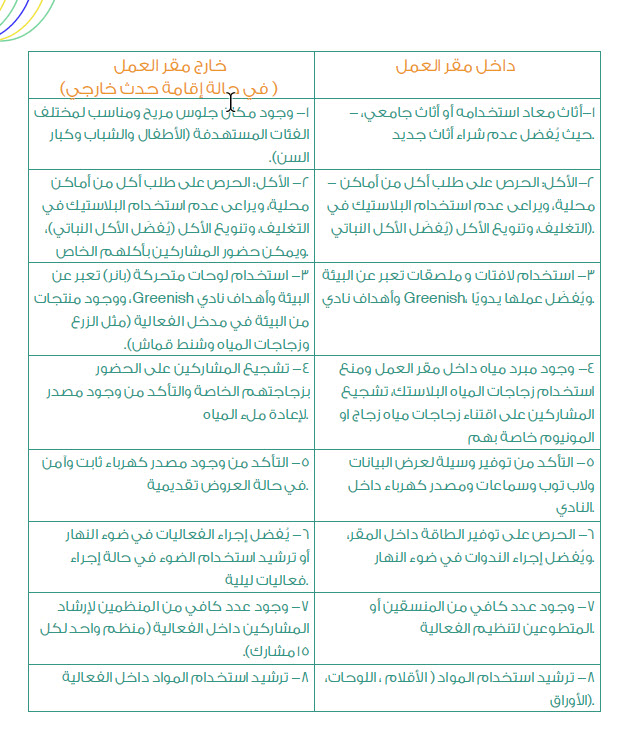 داخل مقر العمل
خارج مقر العمل
( في حالة إقامة حدث خارجي)
١-أثاث معاد استخدامه أو أثاث جامعي، –
.حيث يُفضل عدم شراء أثاث جديد
١- وجود مكان جلوس مريح ومناسب لمختلف
الفئات المستهدفة (الأطفال والشباب وكبار
السن).
٢-الأكل: الحرص على طلب أكل من أماكن –
محلية، ويراعى عدم استخدام البلاستيك في
.(التغليف، وتنويع الأكل (يُفضَل الأكل النباتي
٢- الأكل: الحرص على طلب أكل من أماكن
محلية، ويراعى عدم استخدام البلاستيك في
التغليف، وتنويع الأكل (يُفضَل الأكل النباتي)،
.ويمكن حضور المشاركين بأكلهم الخاص
٣- استخدام لافتات و ملصقات تعبر عن البيئة
.ويُفضَل عملها يدويًا ,Greenish وأهداف نادي
٣- استخدام لوحات متحركة (بانر) تعبر عن
البيئة وأهداف نادي Greenish، ووجود منتجات
من البيئة في مدخل الفعالية (مثل الزرع
وزجاجات المياه وشنط قماش).
٤- وجود مبرد مياه داخل مقر العمل ومنع
استخدام زجاجات المياه البلاستك، تشجيع
المشاركين على اقتناء زجاجات مياه زجاج او
المونيوم خاصة بهم
٤- تشجيع المشاركين على الحضور
بزجاجتهم الخاصة والتأكد من وجود مصدر
.لإعادة ملء المياه
٥- التأكد من توفير وسيلة لعرض البيانات
ولاب توب وسماعات ومصدر كهرباء داخل
.النادي
٥- التأكد من وجود مصدر كهرباء ثابت وآمن
.في حالة العروض تقديمية
٦- الحرص على توفير الطاقة داخل المقر،
.ويُفضل إجراء الندوات في ضوء النهار
٦- يُفضل إجراء الفعاليات في ضوء النهار
أو ترشيد استخدام الضوء في حالة إجراء
.فعاليات ليلية
٧- وجود عدد كافي من المنسقين أو
.المتطوعين لتنظيم الفعالية
٧- وجود عدد كافي من المنظمين لإرشاد
المشاركين داخل الفعالية (منظم واحد لكل
١٥ مشارك).
٨- ترشيد استخدام المواد ( الأقلام ، اللوحات،
.(الأوراق
٨- ترشيد استخدام المواد داخل الفعالية